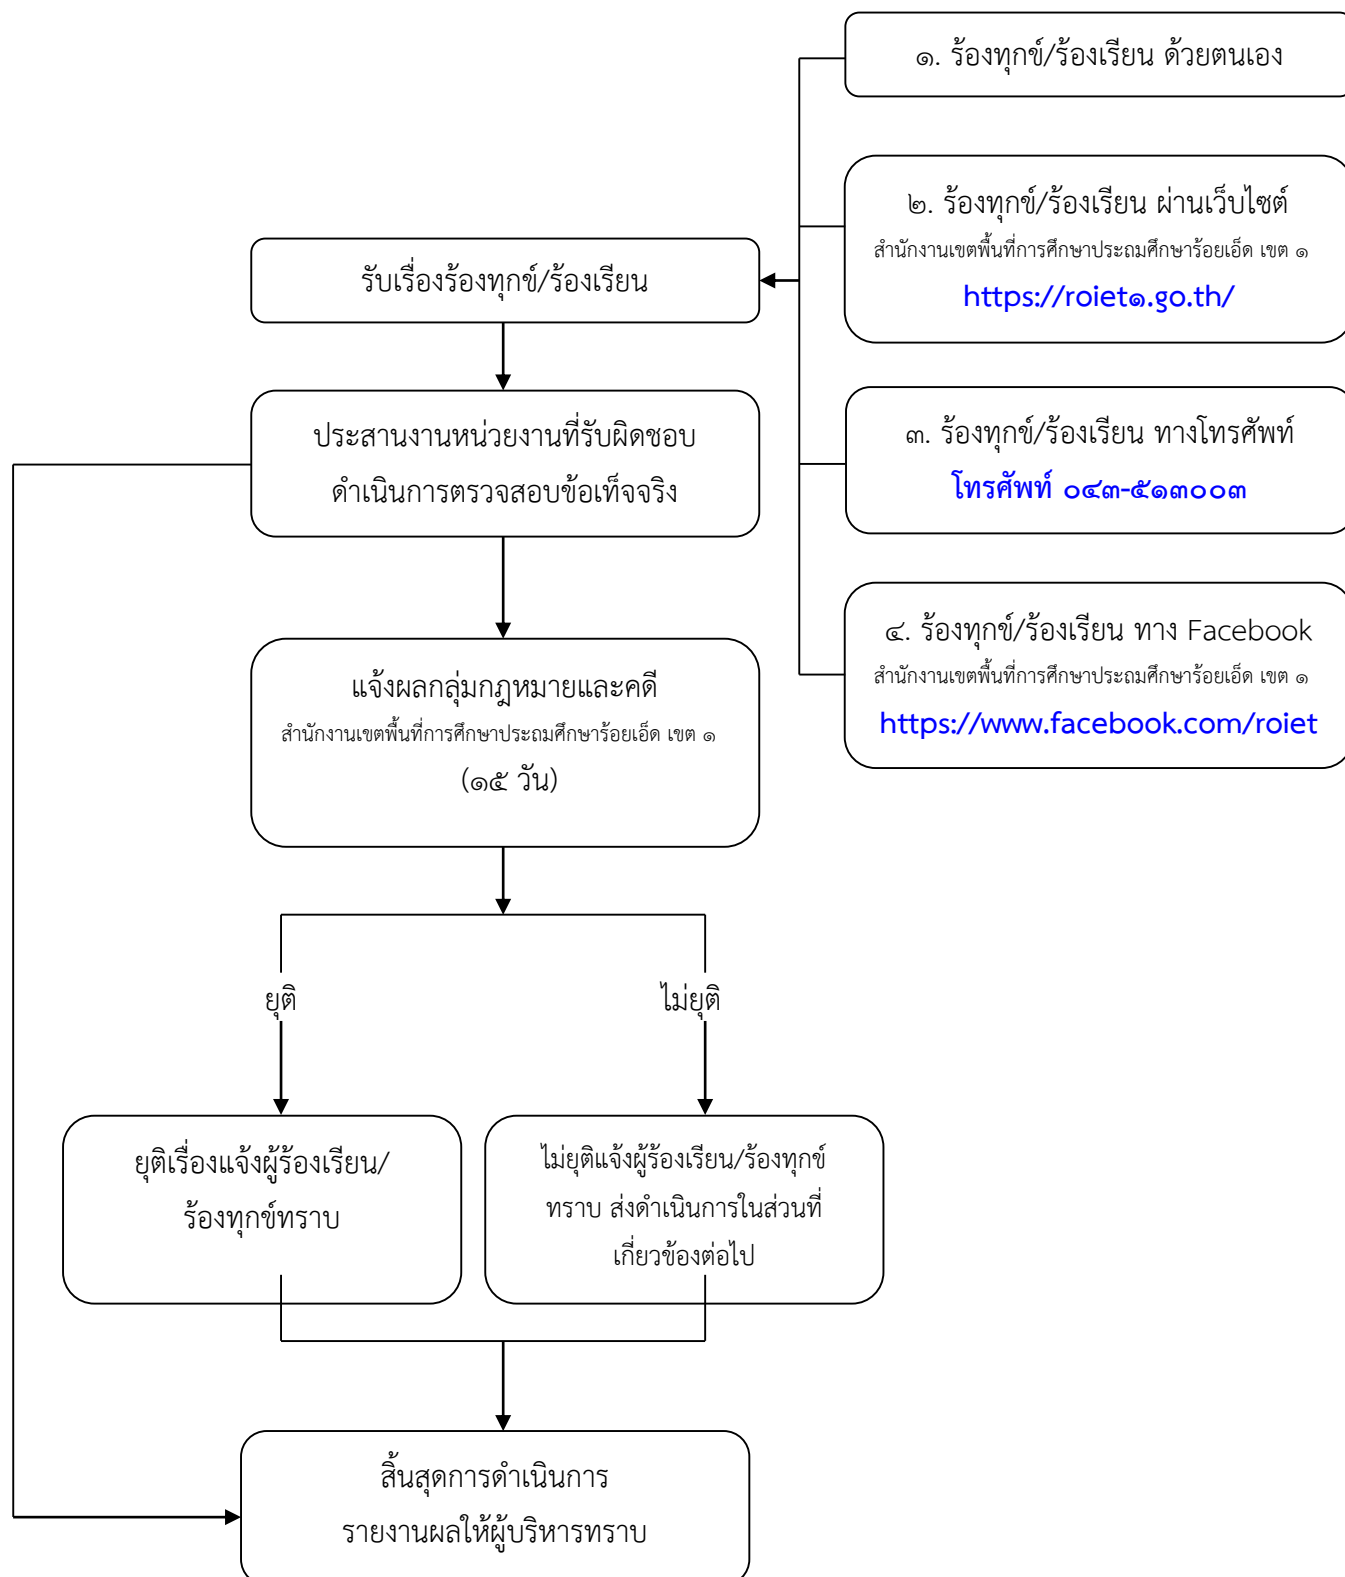 ๑. ร้องทุกข์/ร้องเรียน ด้วยตนเอง
๒. ร้องทุกข์/ร้องเรียน ผ่านเว็บไซต์
สำนักงานเขตพื้นที่การศึกษาประถมศึกษาร้อยเอ็ด เขต ๑
https://roiet๑.go.th/
๓. ร้องทุกข์/ร้องเรียน ทางโทรศัพท์
โทรศัพท์ ๐๔๓-๕๑๓๐๐๓
๔. ร้องทุกข์/ร้องเรียน ทาง Facebook
สำนักงานเขตพื้นที่การศึกษาประถมศึกษาร้อยเอ็ด เขต ๑
https://www.facebook.com/roiet
รับเรื่องร้องทุกข์/ร้องเรียน
ประสานงานหน่วยงานที่รับผิดชอบ
ดำเนินการตรวจสอบข้อเท็จจริง
แจ้งผลกลุ่มกฎหมายและคดี
สำนักงานเขตพื้นที่การศึกษาประถมศึกษาร้อยเอ็ด เขต ๑
(๑๕ วัน)
ยุติ
ไม่ยุติ
ยุติเรื่องแจ้งผู้ร้องเรียน/
ร้องทุกข์ทราบ
ไม่ยุติแจ้งผู้ร้องเรียน/ร้องทุกข์
ทราบ ส่งดำเนินการในส่วนที่
เกี่ยวข้องต่อไป
สิ้นสุดการดำเนินการ
รายงานผลให้ผู้บริหารทราบ